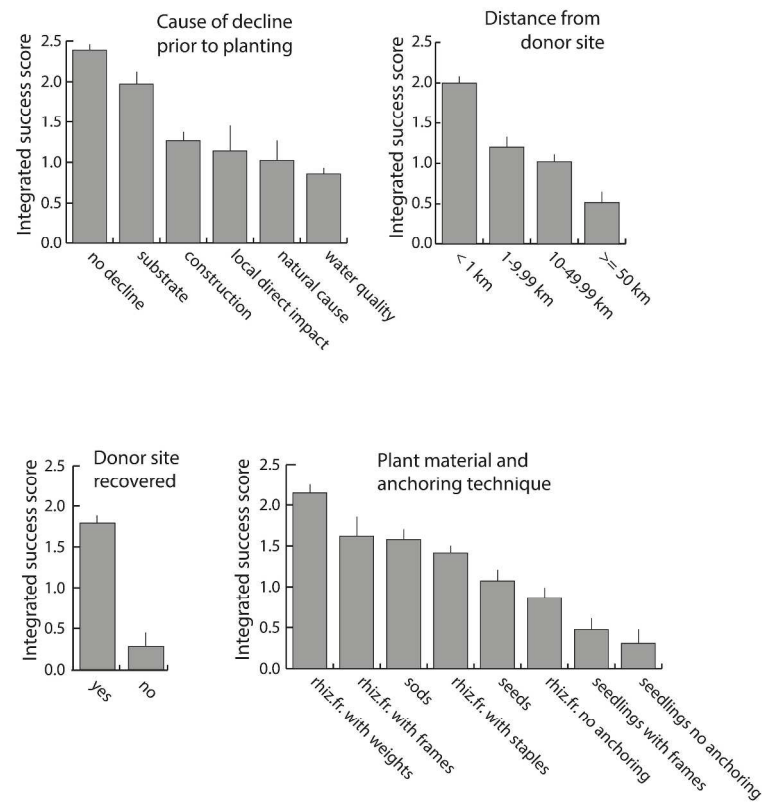 Cause of decline
prior to planting
Integrated success score
2.5
2.0
1.5
1.0
0.5
0.0
no decline
substrate
construction
local direct impact
natural cause
water quality
Distance from
donor site
Integrated success score
2.5
2.0
1.5
1.0
0.5
0.0
< 1 km
1-9.99 km
10-49.99 km
>= 50 km
Donor site
recovered
Integrated success score
2.5
2.0
1.5
1.0
0.5
0.0
yes
no
Plant material and
anchoring technique
Integrated success score
2.5
2.0
1.5
1.0
0.5
0.0
rhiz.fr. with weights
rhiz.fr. with frames
sods
rhiz.fr. with staples
seeds
rhiz.fr. no anchoring
seedlings with frames
seedlings no anchoring